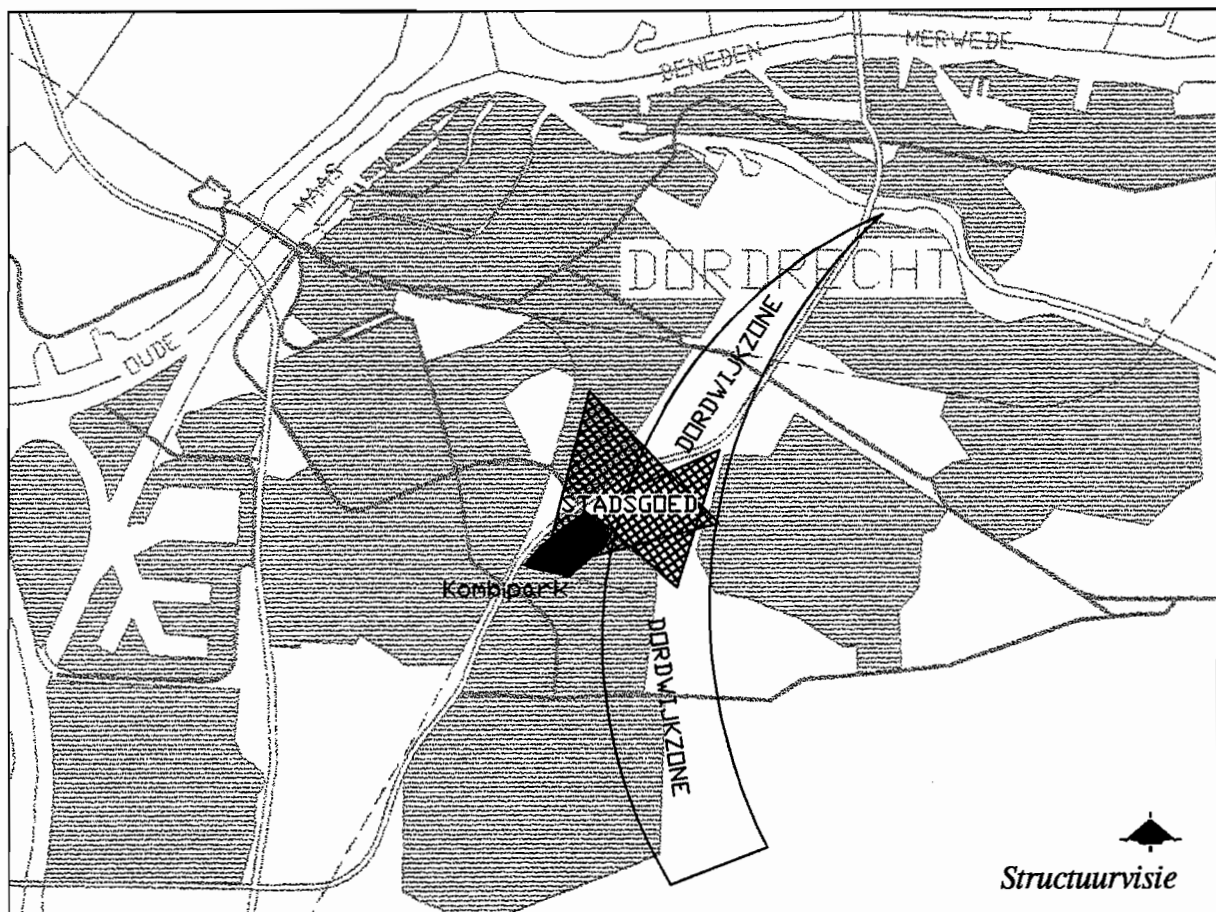 BENEDEN
MERWEDE
MAAS
DORDRECHT
DORDWIJKZONE
OUDE
STADSGOED
Kombipark
DORDWIJKZONE
Structuurvisie